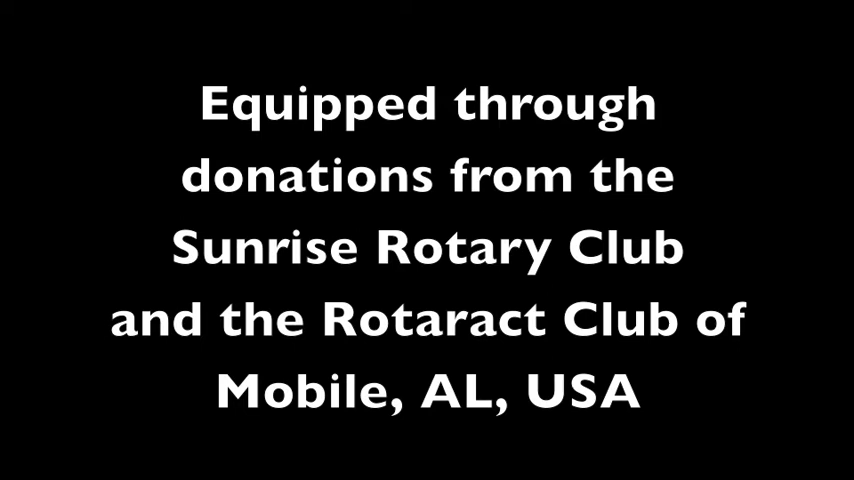 Equipped through
donations from the
Sunrise Rotary Club
and the Rotaract Club of
Mobile, AL, USA